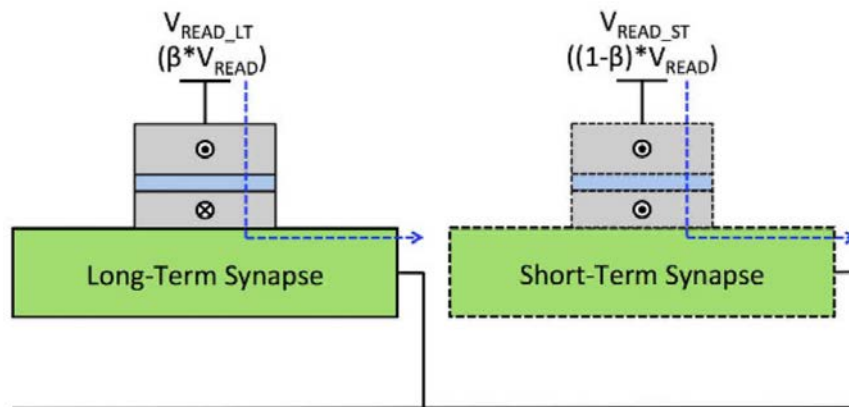 V_READ_LT
(β*V_READ)
V_READ_ST
((1-β)*V_READ)
Long-Term Synapse
Short-Term Synapse